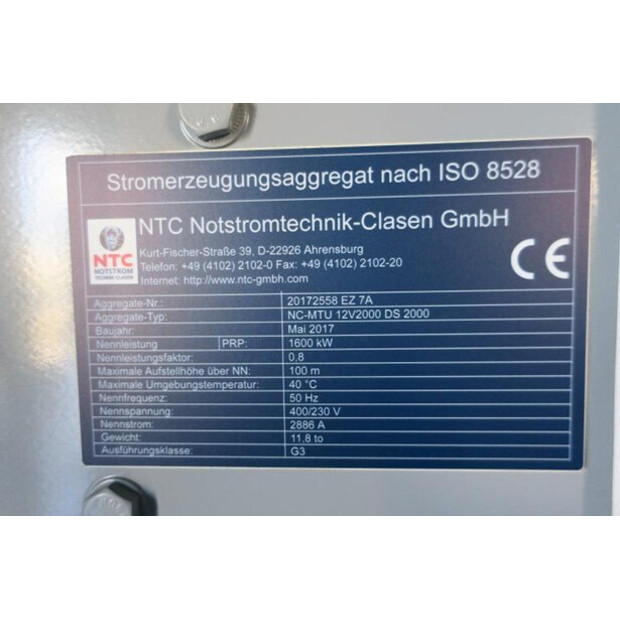 Stromerzeugungsaggregat nach ISO 8528
NTC
NOTSTROM
TECHNIK-CLASEN
NTC Notstromtechnik-Clasen GmbH
Kurt-Fischer-Straße 39, D-22926 Ahrensburg
Telefon: +49 (4102) 2102-0 Fax: +49 (4102) 2102-20
Internet: http://www.ntc-gmbh.com
CE
Aggregate-Nr.: 20172558 EZ 7A
Aggregate-Typ: NC-MTU 12V2000 DS 2000
Baujahr: Mai 2017
Nennleistung PRP: 1600 kW
Nennleistungsfaktor: 0,8
Maximale Aufstellhöhe über NN: 100 m
Maximale Umgebungstemperatur: 40 °C
Nennfrequenz: 50 Hz
Nennspannung: 400/230 V
Nennstrom: 2886 A
Gewicht: 11,8 to
Ausführungsklasse: G3